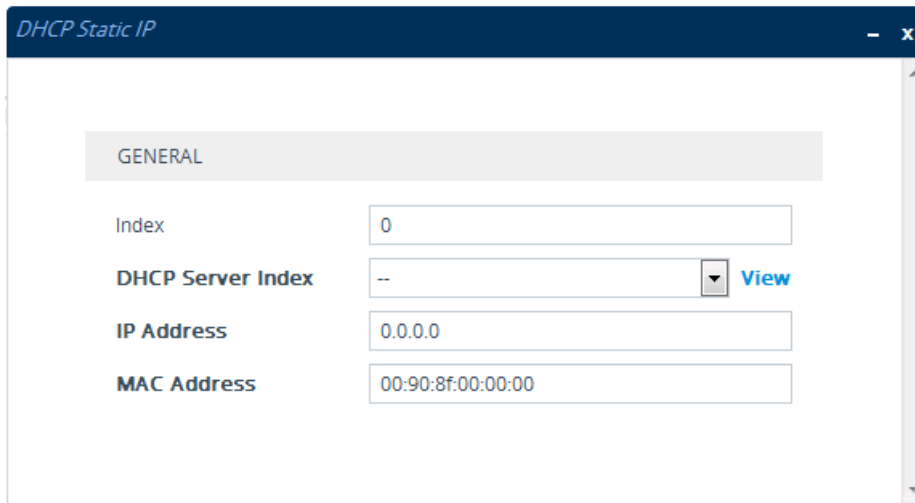 DHCP Static IP – x
GENERAL
Index 0
DHCP Server Index -- View
IP Address 0.0.0.0
MAC Address 00:90:8f:00:00:00